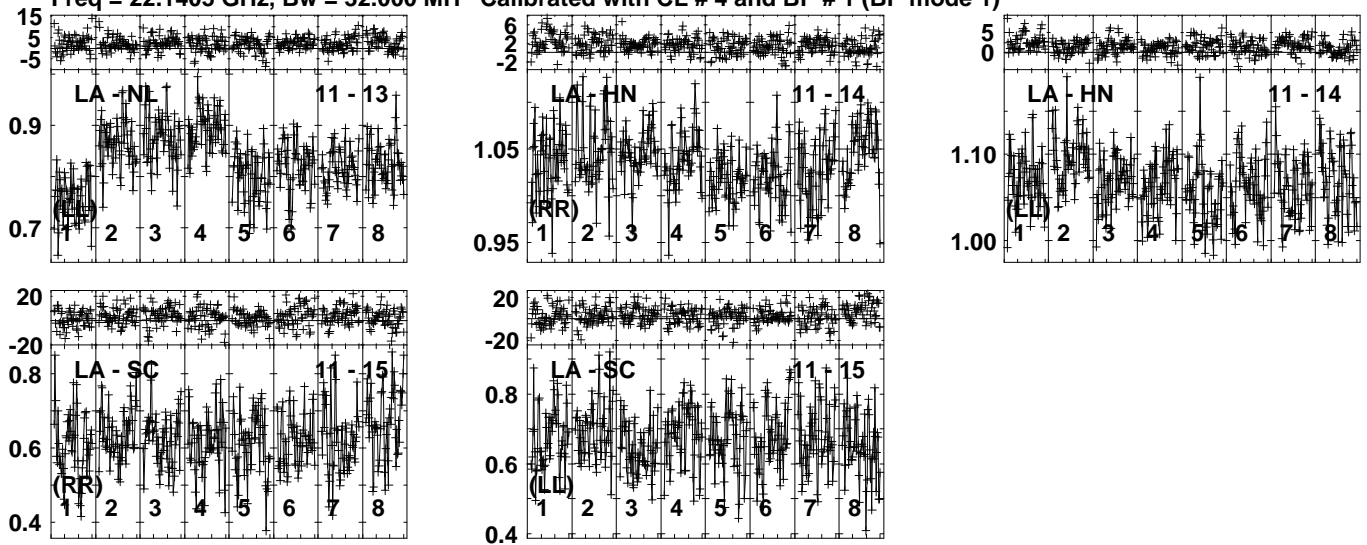 Freq = 22.1405 GHz, Bw = 32.000 MH Calibrated with CL # 4 and BP # 1 (BP mode 1)
15
5
-5
LA - NL 11 - 13
0.9
0.7
(LL)
1 2 3 4 5 6 7 8
6
2
-2
LA - HN 11 - 14
1.05
0.95
(RR)
1 2 3 4 5 6 7 8
5
0
LA - HN 11 - 14
1.10
1.00
(LL)
1 2 3 4 5 6 7 8
20
-20
LA - SC 11 - 15
0.8
0.6
0.4
(RR)
1 2 3 4 5 6 7 8
20
-20
LA - SC 11 - 15
0.8
0.6
0.4
(LL)
1 2 3 4 5 6 7 8